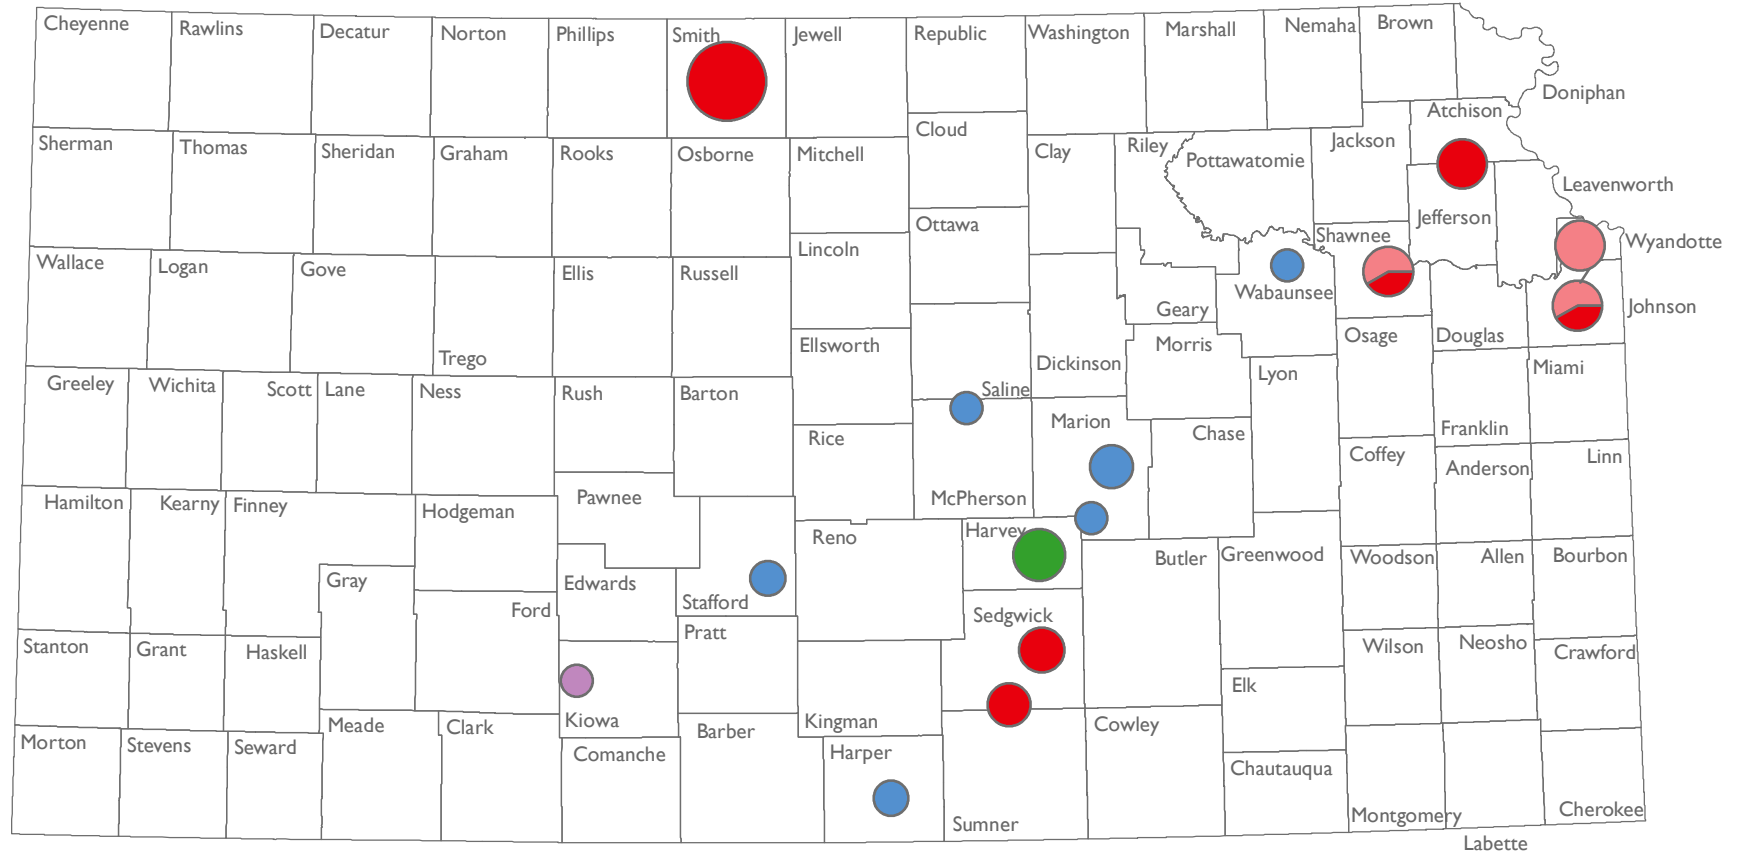 Cheyenne
Rawlins
Decatur
Norton
Phillips
Smith
Jewell
Republic
Washington
Marshall
Nemaha
Brown
Doniphan
Sherman
Thomas
Sheridan
Graham
Rooks
Osborne
Mitchell
Cloud
Clay
Riley
Pottawatomie
Jackson
Atchison
Jefferson
Leavenworth
Wyandotte
Wallace
Logan
Gove
Trego
Ellis
Russell
Lincoln
Ottawa
Ellsworth
Saline
Dickinson
Geary
Morris
Wabaunsee
Shawnee
Osage
Douglas
Johnson
Greeley
Wichita
Scott
Lane
Ness
Rush
Barton
Rice
McPherson
Marion
Chase
Lyon
Coffey
Franklin
Anderson
Miami
Linn
Hamilton
Kearny
Finney
Hodgeman
Pawnee
Edwards
Stafford
Reno
Harvey
Butler
Greenwood
Woodson
Allen
Bourbon
Gray
Ford
Stanton
Grant
Haskell
Kiowa
Pratt
Kingman
Sedgwick
Elk
Wilson
Neosho
Crawford
Morton
Stevens
Seward
Meade
Clark
Comanche
Barber
Harper
Sumner
Cowley
Chautauqua
Montgomery
Labette
Cherokee